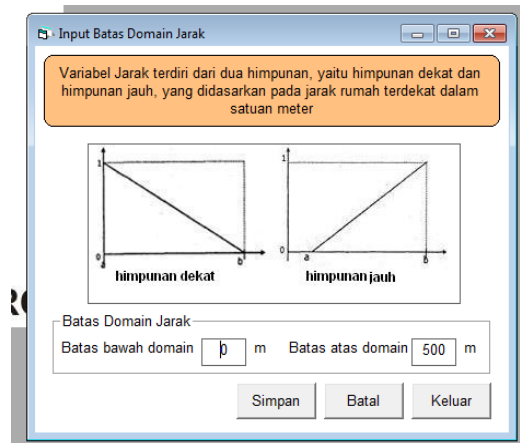 Input Batas Domain Jarak
Variabel Jarak terdiri dari dua himpunan, yaitu himpunan dekat dan
himpunan jauh, yang didasarkan pada jarak rumah terdekat dalam
satuan meter
1
0
a
b
himpunan dekat
1
0
a
b
himpunan jauh
Batas Domain Jarak
Batas bawah domain 0 m Batas atas domain 500 m
Simpan Batal Keluar